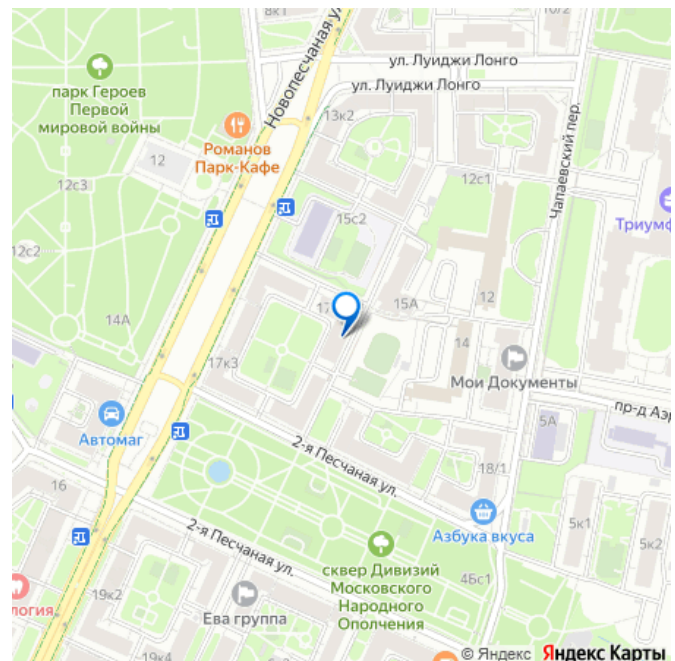 8к1
10/2
Новопесчаная ул.
ул. Луиджи Лонго
ул. Луиджи Лонго
парк Героев
Первой
мировой войны
13к2
Романов
Парк-Кафе
12
12с3
12с1
Чапаевский пер.
15с2
Триумф
12с2
14А
17
15А
12
14
17к3
Мои Документы
пр-д Аэр
Автомаг
5А
2-я Песчаная ул.
16
18/1
Азбука вкуса
5к1
5к2
2-я Песчаная ул.
сквер Дивизий
Московского
Народного
Ополчения
4Бс1
логия
19к2
Ева группа
19к4
© Яндекс Яндекс Карты